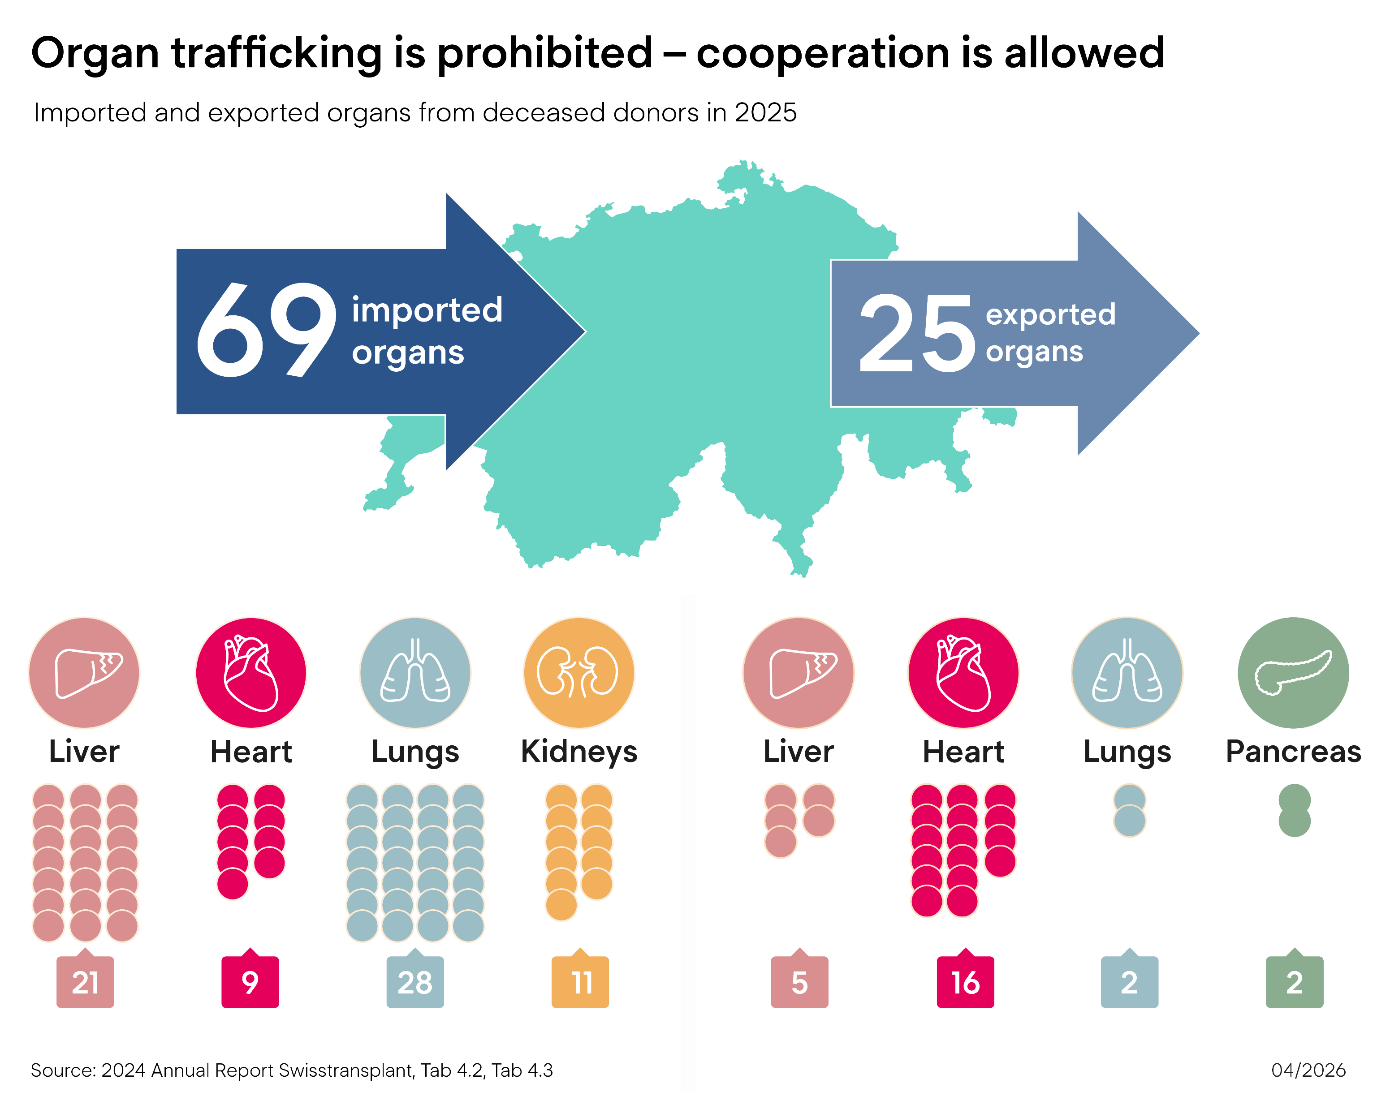 Organ trafficking is prohibited – cooperation is allowed
Imported and exported organs from deceased donors in 2025
69 imported organs
25 exported organs
Liver Heart Lungs Kidneys Liver Heart Lungs Pancreas
21 9 28 11 5 16 2 2
Source: 2024 Annual Report Swisstransplant, Tab 4.2, Tab 4.3
04/2026